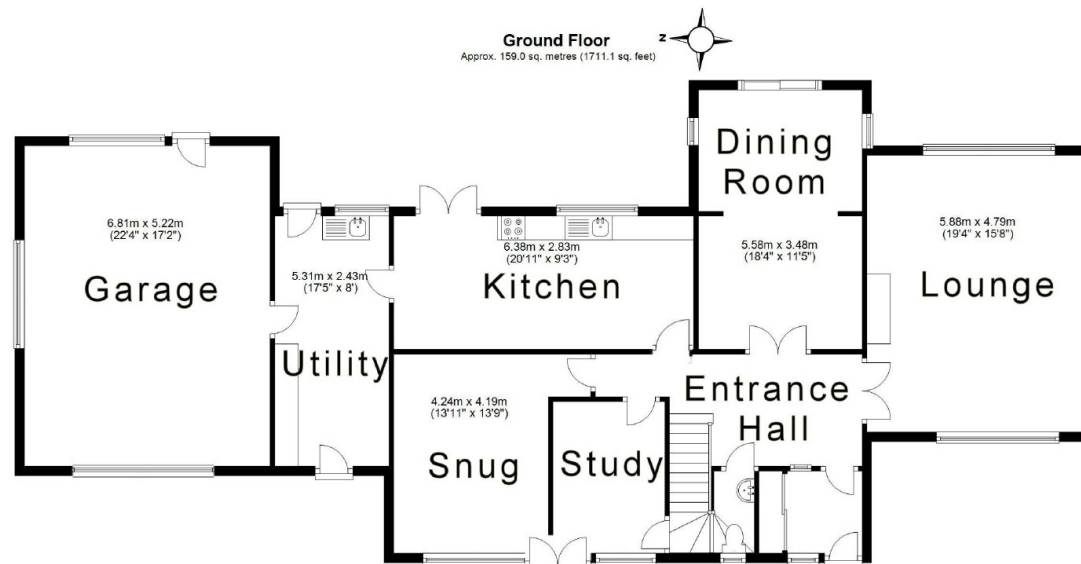 Ground Floor
Approx. 159.0 sq. metres (1711.1 sq. feet)
Z
Dining
Room
5.58m x 3.48m
(18'4" x 11'5")
6.81m x 5.22m
(22'4" x 17'2")
Garage
5.31m x 2.43m
(17'5" x 8')
Utility
6.38m x 2.83m
(20'11" x 9'3")
Kitchen
5.88m x 4.79m
(19'4" x 15'8")
Lounge
4.24m x 4.19m
(13'11" x 13'9")
Snug
Study
Entrance
Hall